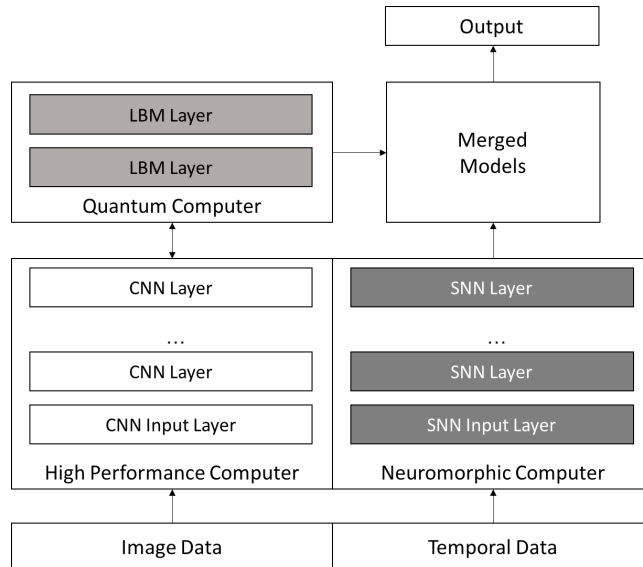 Output
LBM Layer
LBM Layer
Quantum Computer
Merged
Models
CNN Layer
...
CNN Layer
CNN Input Layer
High Performance Computer
SNN Layer
...
SNN Layer
SNN Input Layer
Neuromorphic Computer
Image Data
Temporal Data